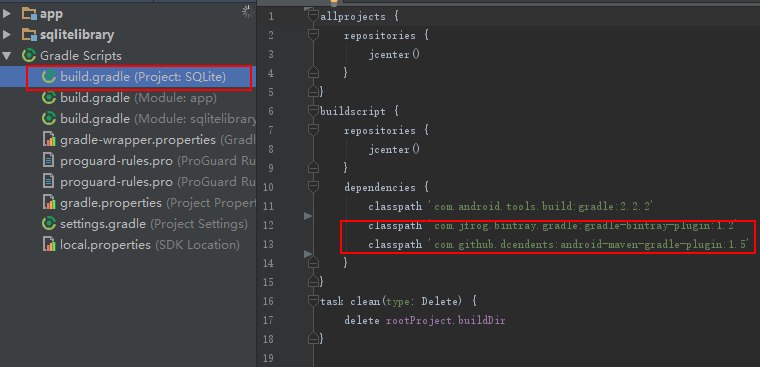 app
sqlitelibrary
Gradle Scripts
build.gradle (Project: SQLite)
build.gradle (Module: app)
build.gradle (Module: sqlitelibrary
gradle-wrapper.properties (Grad
proguard-rules.pro (ProGuard Ru
proguard-rules.pro (ProGuard Ru
gradle.properties (Project Proper
settings.gradle (Project Settings)
local.properties (SDK Location)
1 allprojects {
2 repositories {
3 jcenter()
4 }
5 }
6 buildscript {
7 repositories {
8 jcenter()
9 }
10 dependencies {
11 classpath 'com.android.tools.build:gradle:2.2.2'
12 classpath 'com.jfrog.bintray.gradle:gradle-bintray-plugin:1.2'
13 classpath 'com.github.dcendents:android-maven-gradle-plugin:1.5'
14 }
15 }
16 task clean(type: Delete) {
17 delete rootProject.buildDir
18 }
19